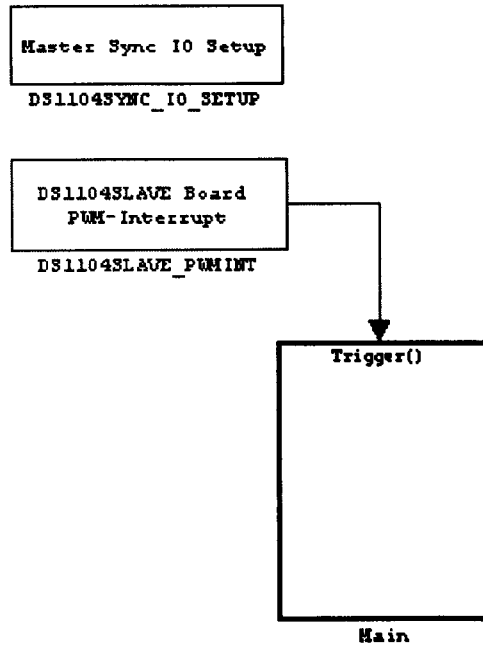 Master Sync IO Setup
DS1104SYNC_IO_SETUP
DS1104SLAVE Board
PWM-Interrupt
DS1104SLAVE_PWMINT
Trigger()
Main